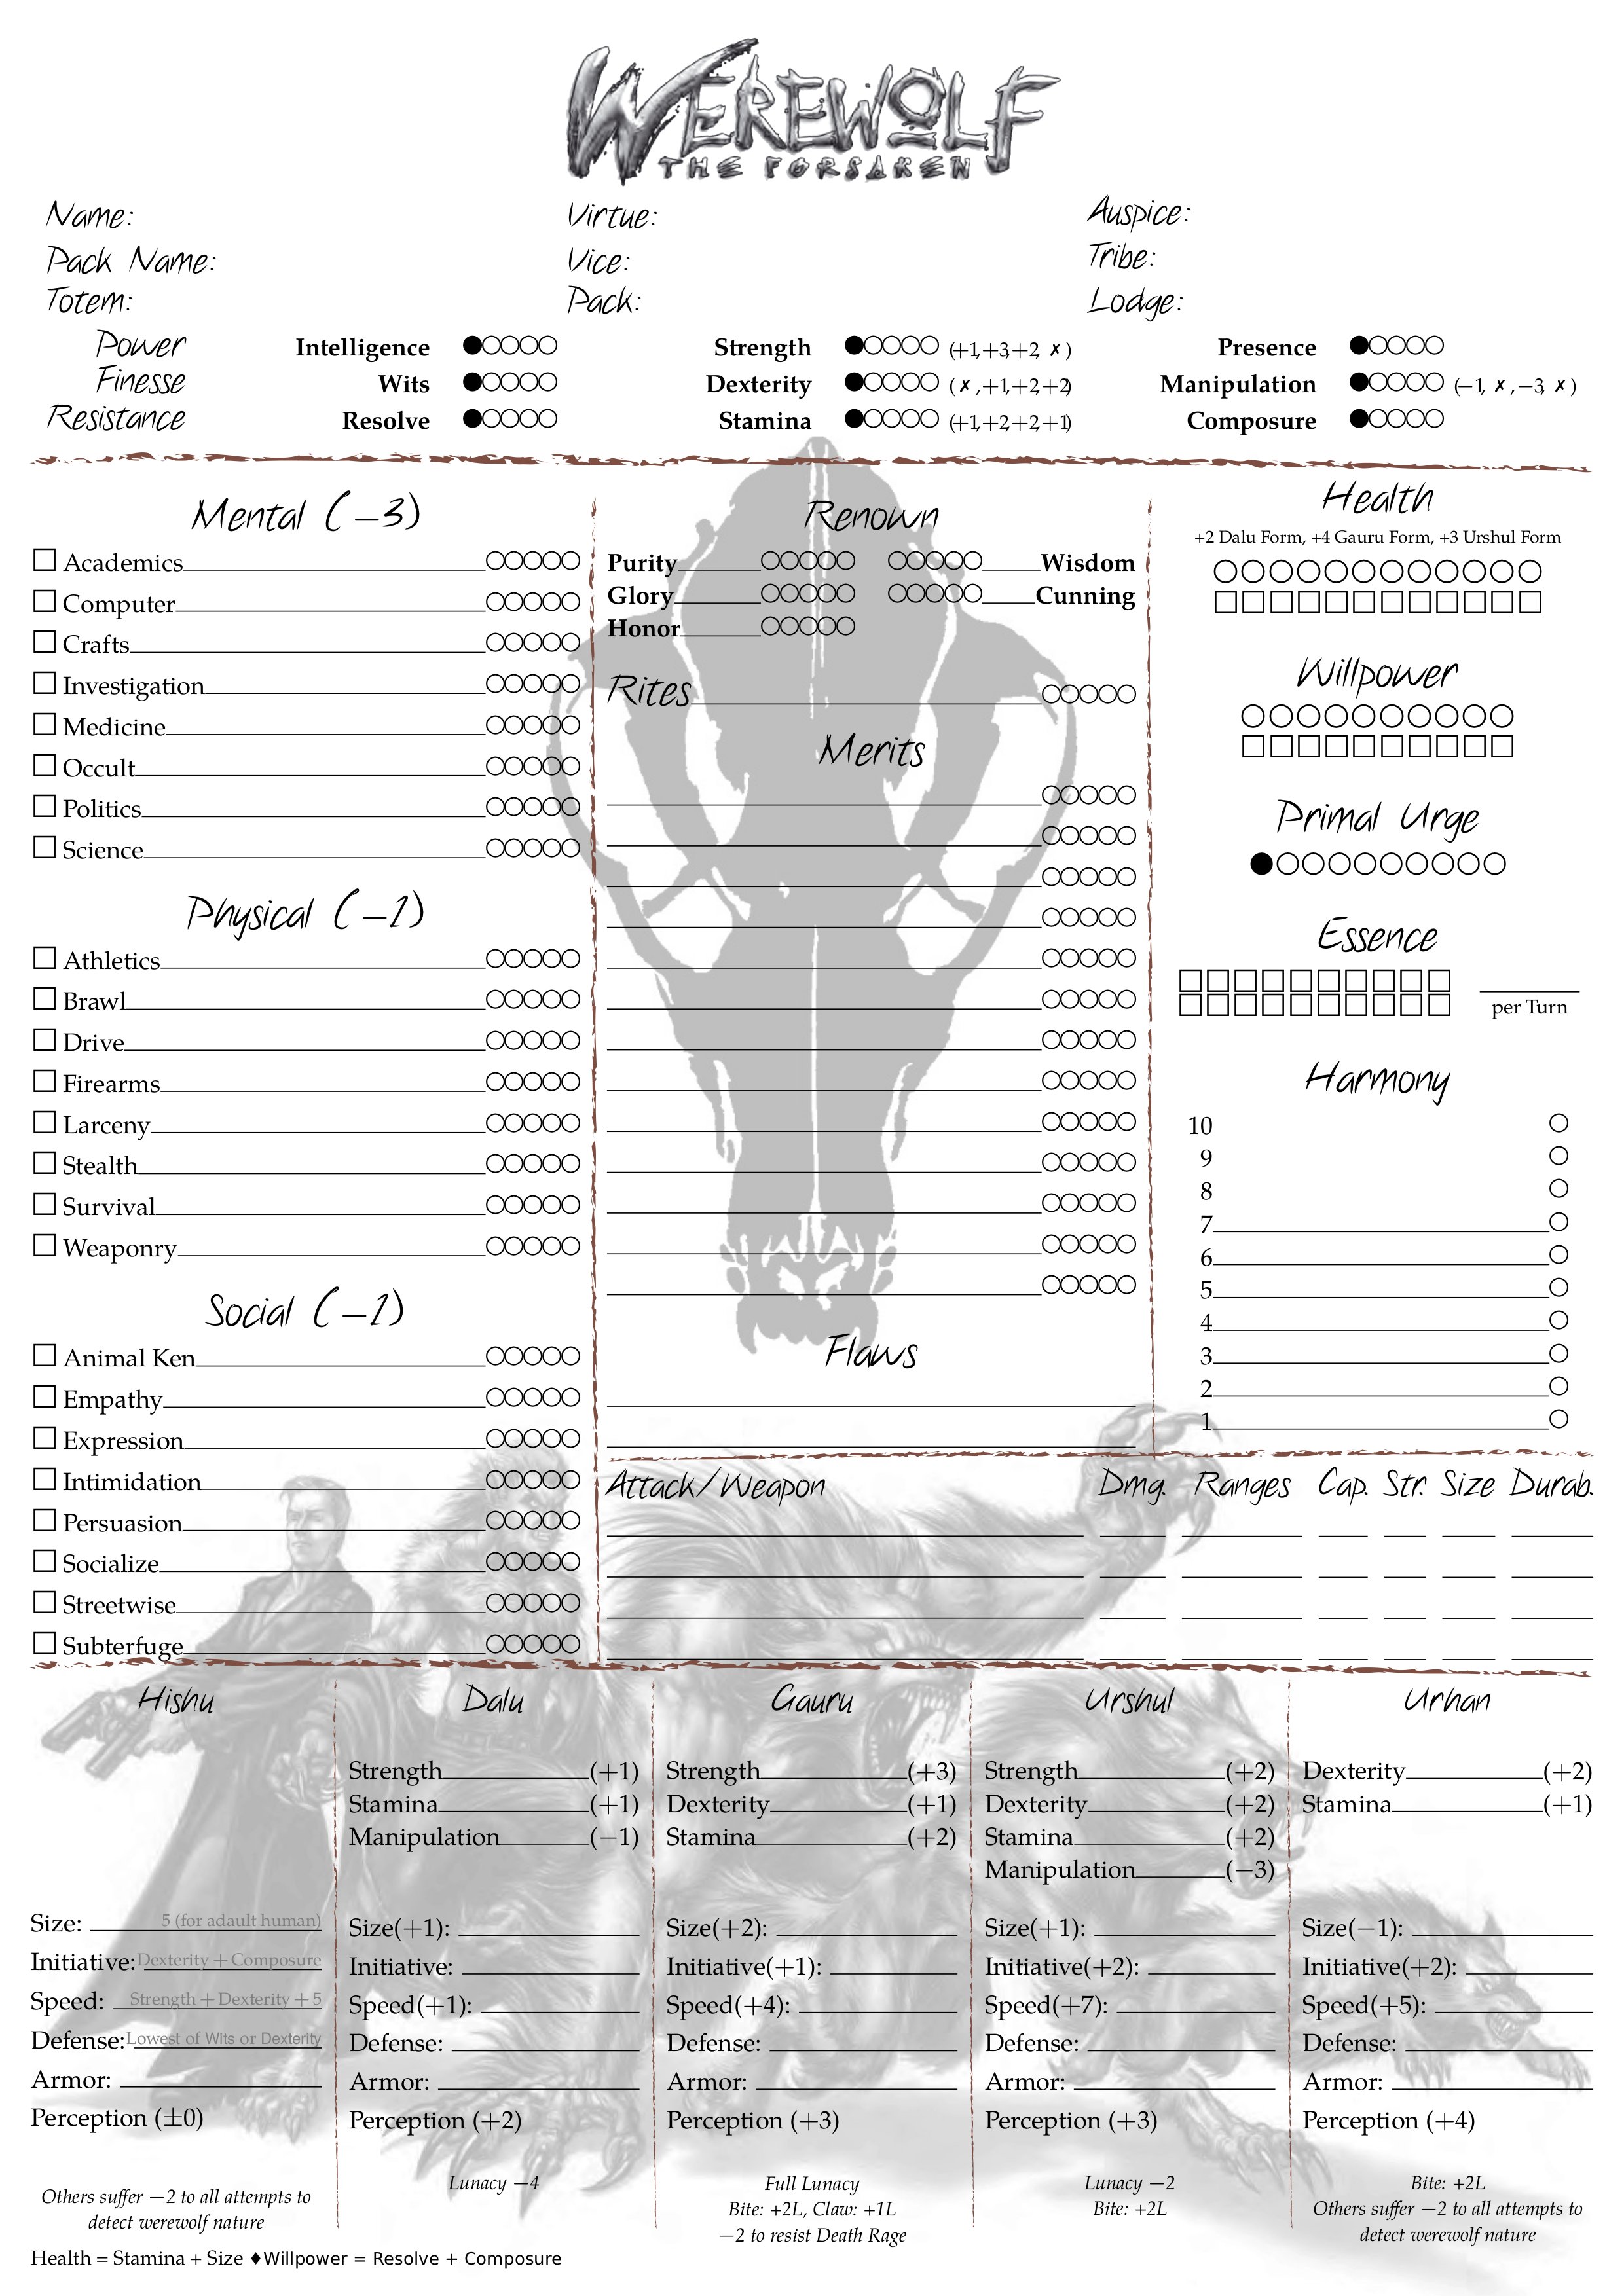 WEREWOLF
THE FORSAKEN
Name: Virtue: Auspice:
Pack Name: Vice: Tribe:
Totem: Pack: Lodge:
Power Intelligence ●○○○○ Strength ●○○○○ (+1,+3+2, ✗) Presence ●○○○○
Finesse Wits ●○○○○ Dexterity ●○○○○ (✗,+1,+2+2) Manipulation ●○○○○ (−1, ✗,−3, ✗)
Resistance Resolve ●○○○○ Stamina ●○○○○ (+1,+2+2,+1) Composure ●○○○○
Mental (−3)
□ Academics ○○○○○
□ Computer ○○○○○
□ Crafts ○○○○○
□ Investigation ○○○○○
□ Medicine ○○○○○
□ Occult ○○○○○
□ Politics ○○○○○
□ Science ○○○○○
Physical (−1)
□ Athletics ○○○○○
□ Brawl ○○○○○
□ Drive ○○○○○
□ Firearms ○○○○○
□ Larceny ○○○○○
□ Stealth ○○○○○
□ Survival ○○○○○
□ Weaponry ○○○○○
Social (−1)
□ Animal Ken ○○○○○
□ Empathy ○○○○○
□ Expression ○○○○○
□ Intimidation ○○○○○
□ Persuasion ○○○○○
□ Socialize ○○○○○
□ Streetwise ○○○○○
□ Subterfuge ○○○○○
Renown
Purity ○○○○○ ○○○○○ Wisdom
Glory ○○○○○ ○○○○○ Cunning
Honor ○○○○○
Rites ○○○○○
Merits
○○○○○
○○○○○
○○○○○
○○○○○
○○○○○
○○○○○
○○○○○
○○○○○
○○○○○
○○○○○
○○○○○
○○○○○
○○○○○
Flaws
Health
+2 Dalu Form, +4 Gauru Form, +3 Urshul Form
○○○○○○○○○○○○
□□□□□□□□□□□□
Willpower
○○○○○○○○○○
□□□□□□□□□□
Primal Urge
●○○○○○○○○○
Essence
□□□□□□□□□□
□□□□□□□□□□ per Turn
Harmony
10 ○
9 ○
8 ○
7 ○
6 ○
5 ○
4 ○
3 ○
2 ○
1 ○
Attack/Weapon Dmg. Ranges Cap. Str. Size Durab.
Hishu
Size: 5 (for adault human)
Initiative: Dexterity + Composure
Speed: Strength + Dexterity + 5
Defense: Lowest of Wits or Dexterity
Armor:
Perception (±0)
Others suffer −2 to all attempts to
detect werewolf nature
Dalu
Strength (+1)
Stamina (+1)
Manipulation (−1)
Size(+1):
Initiative:
Speed(+1):
Defense:
Armor:
Perception (+2)
Lunacy −4
Gauru
Strength (+3)
Dexterity (+1)
Stamina (+2)
Size(+2):
Initiative(+1):
Speed(+4):
Defense:
Armor:
Perception (+3)
Full Lunacy
Bite: +2L, Claw: +1L
−2 to resist Death Rage
Urshul
Strength (+2)
Dexterity (+2)
Stamina (+2)
Manipulation (−3)
Size(+1):
Initiative(+2):
Speed(+7):
Defense:
Armor:
Perception (+3)
Lunacy −2
Bite: +2L
Urhan
Dexterity (+2)
Stamina (+1)
Size(−1):
Initiative(+2):
Speed(+5):
Defense:
Armor:
Perception (+4)
Bite: +2L
Others suffer −2 to all attempts to
detect werewolf nature
Health = Stamina + Size ♦Willpower = Resolve + Composure